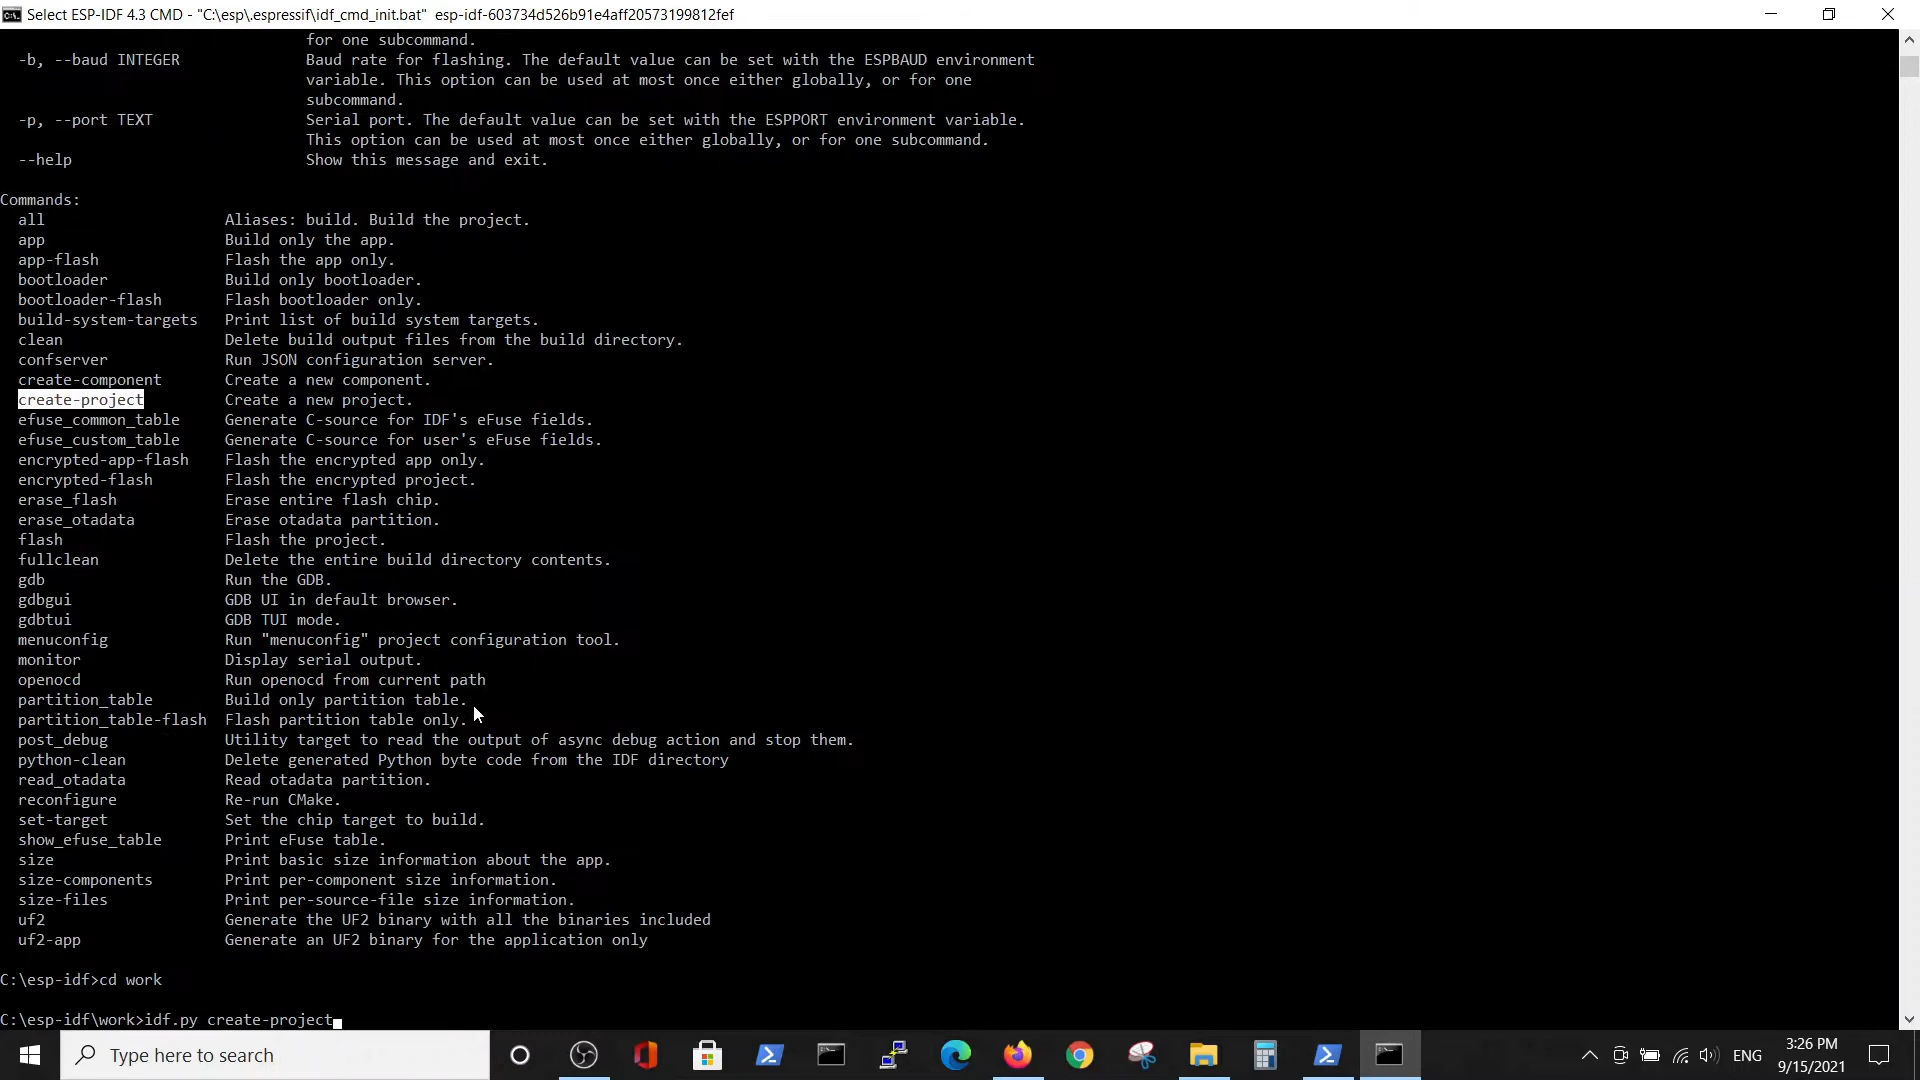 Select ESP-IDF 4.3 CMD - "C:\esp\.espressif\idf_cmd_init.bat"  esp-idf-603734d526b91e4aff20573199812fef
for one subcommand.
-b, --baud INTEGER Baud rate for flashing. The default value can be set with the ESPBAUD environment
variable. This option can be used at most once either globally, or for one
subcommand.
-p, --port TEXT Serial port. The default value can be set with the ESPPORT environment variable.
This option can be used at most once either globally, or for one subcommand.
--help Show this message and exit.
Commands:
all Aliases: build. Build the project.
app Build only the app.
app-flash Flash the app only.
bootloader Build only bootloader.
bootloader-flash Flash bootloader only.
build-system-targets Print list of build system targets.
clean Delete build output files from the build directory.
confserver Run JSON configuration server.
create-component Create a new component.
create-project Create a new project.
efuse_common_table Generate C-source for IDF's eFuse fields.
efuse_custom_table Generate C-source for user's eFuse fields.
encrypted-app-flash Flash the encrypted app only.
encrypted-flash Flash the encrypted project.
erase_flash Erase entire flash chip.
erase_otadata Erase otadata partition.
flash Flash the project.
fullclean Delete the entire build directory contents.
gdb Run the GDB.
gdbgui GDB UI in default browser.
gdbtui GDB TUI mode.
menuconfig Run "menuconfig" project configuration tool.
monitor Display serial output.
openocd Run openocd from current path
partition_table Build only partition table.
partition_table-flash Flash partition table only.
post_debug Utility target to read the output of async debug action and stop them.
python-clean Delete generated Python byte code from the IDF directory
read_otadata Read otadata partition.
reconfigure Re-run CMake.
set-target Set the chip target to build.
show_efuse_table Print eFuse table.
size Print basic size information about the app.
size-components Print per-component size information.
size-files Print per-source-file size information.
uf2 Generate the UF2 binary with all the binaries included
uf2-app Generate an UF2 binary for the application only
C:\esp-idf>cd work
C:\esp-idf\work>idf.py create-project
Type here to search
ENG
3:26 PM
9/15/2021